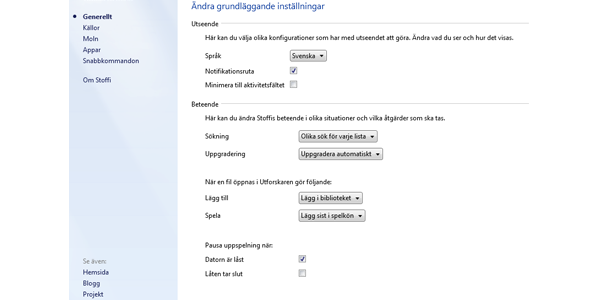 Generellt
Källor
Moln
Appar
Snabbkommandon
Om Stoffi
Se även:
Hemsida
Blogg
Projekt
Ändra grundläggande inställningar
Utseende
Här kan du välja olika konfigurationer som har med utseendet att göra. Ändra vad du ser och hur det visas.
Språk Svenska
Notifikationsruta
Minimera till aktivitetsfältet
Beteende
Här kan du ändra Stoffis beteende i olika situationer och vilka åtgärder som ska tas.
Sökning Olika sök för varje lista
Uppgradering Uppgradera automatiskt
När en fil öppnas i Utforskaren gör följande:
Lägg till Lägg i biblioteket
Spela Lägg sist i spelkön
Pausa uppspelning när:
Datorn är låst
Låten tar slut